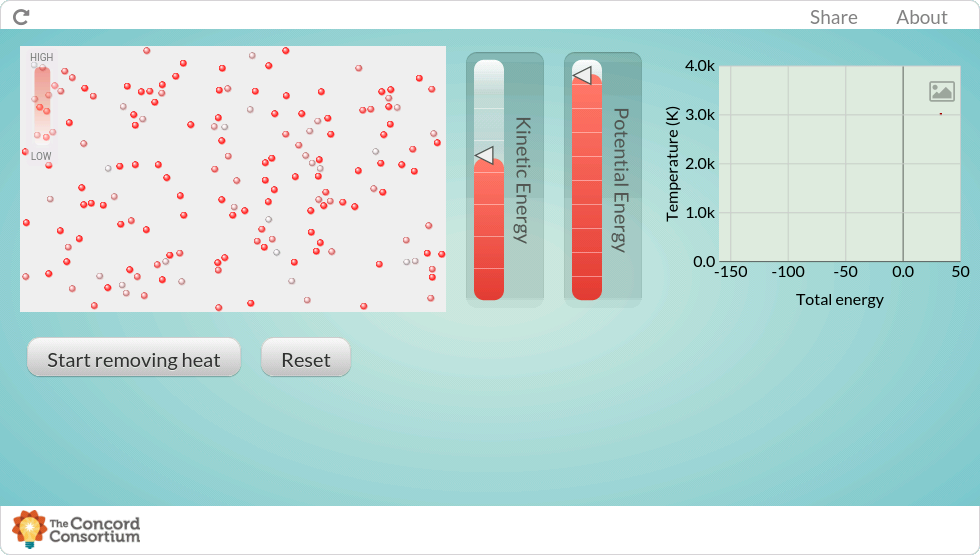 Share About
HIGH
LOW
Kinetic Energy
Potential Energy
Temperature (K)
4.0k
3.0k
2.0k
1.0k
0.0
-150 -100 -50 0.0 50
Total energy
Start removing heat Reset
The Concord
Consortium